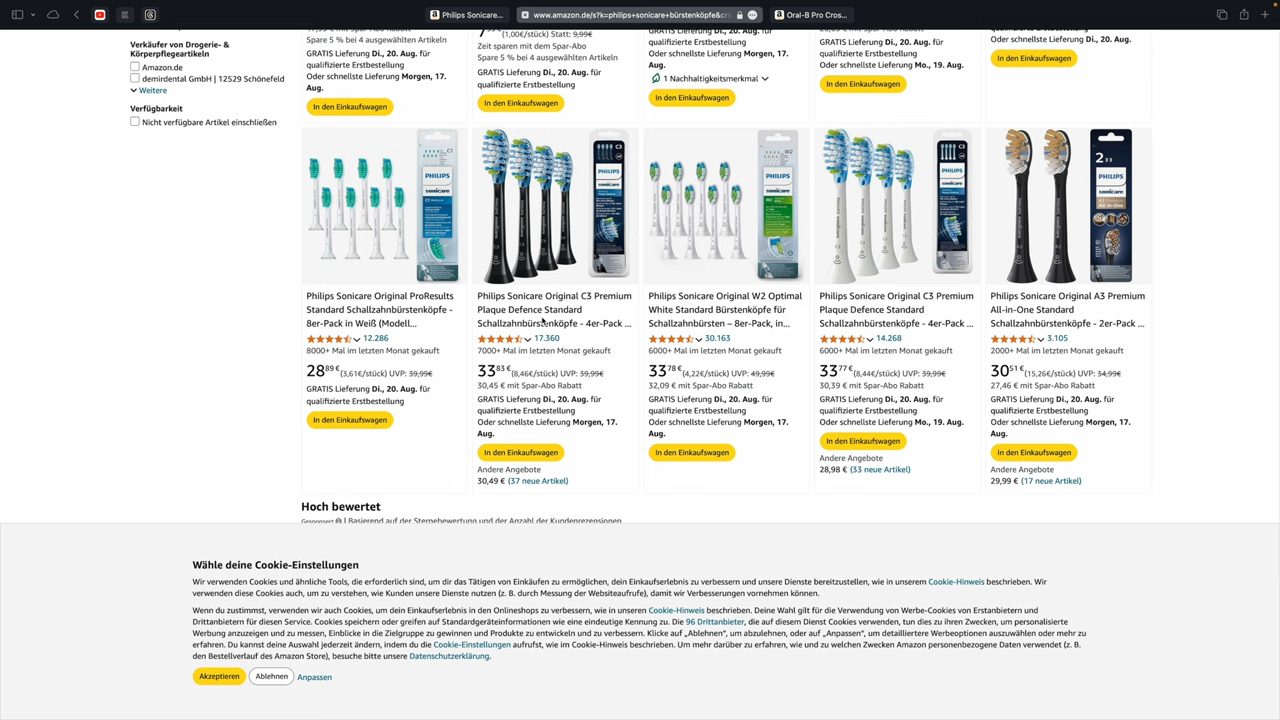 Philips Sonicare...
www.amazon.de/s?k=philips+sonicare+bürstenköpfe&cri
Oral-B Pro Cros...
Verkäufer von Drogerie- &
Körperpflegeartikeln
Amazon.de
demirdental GmbH | 12529 Schönefeld
Weitere
Verfügbarkeit
Nicht verfügbare Artikel einschließen
Spare 5 % bei 4 ausgewählten Artikeln
GRATIS Lieferung Di., 20. Aug. für
qualifizierte Erstbestellung
Oder schnellste Lieferung Morgen, 17.
Aug.
In den Einkaufswagen
(1,00€/stück) Statt: 9,99€
Zeit sparen mit dem Spar-Abo
Spare 5 % bei 4 ausgewählten Artikeln
GRATIS Lieferung Di., 20. Aug. für
qualifizierte Erstbestellung
In den Einkaufswagen
qualifizierte Erstbestellung
Oder schnellste Lieferung Morgen, 17.
Aug.
1 Nachhaltigkeitsmerkmal
In den Einkaufswagen
GRATIS Lieferung Di., 20. Aug. für
qualifizierte Erstbestellung
Oder schnellste Lieferung Mo., 19. Aug.
In den Einkaufswagen
Oder schnellste Lieferung Di., 20. Aug.
In den Einkaufswagen
C1
PHILIPS
sonicare
C3
PHILIPS
sonicare
W2
PHILIPS
sonicare
C3
PHILIPS
sonicare
2
PHILIPS
sonicare
Philips Sonicare Original ProResults
Standard Schallzahnbürstenköpfe -
8er-Pack in Weiß (Modell...
12.286
8000+ Mal im letzten Monat gekauft
28 89 € (3,61€/stück) UVP: 39,99€
GRATIS Lieferung Di., 20. Aug. für
qualifizierte Erstbestellung
In den Einkaufswagen
Philips Sonicare Original C3 Premium
Plaque Defence Standard
Schallzahnbürstenköpfe - 4er-Pack ...
17.360
7000+ Mal im letzten Monat gekauft
33 83 € (8,46€/stück) UVP: 39,99€
30,45 € mit Spar-Abo Rabatt
GRATIS Lieferung Di., 20. Aug. für
qualifizierte Erstbestellung
Oder schnellste Lieferung Morgen, 17.
Aug.
In den Einkaufswagen
Andere Angebote
30,49 € (37 neue Artikel)
Philips Sonicare Original W2 Optimal
White Standard Bürstenköpfe für
Schallzahnbürsten – 8er-Pack, in...
30.163
6000+ Mal im letzten Monat gekauft
33 78 € (4,22€/stück) UVP: 49,99€
32,09 € mit Spar-Abo Rabatt
GRATIS Lieferung Di., 20. Aug. für
qualifizierte Erstbestellung
Oder schnellste Lieferung Morgen, 17.
Aug.
In den Einkaufswagen
Philips Sonicare Original C3 Premium
Plaque Defence Standard
Schallzahnbürstenköpfe - 4er-Pack ...
14.268
6000+ Mal im letzten Monat gekauft
33 77 € (8,44€/stück) UVP: 39,99€
30,39 € mit Spar-Abo Rabatt
GRATIS Lieferung Di., 20. Aug. für
qualifizierte Erstbestellung
Oder schnellste Lieferung Mo., 19. Aug.
In den Einkaufswagen
Andere Angebote
28,98 € (33 neue Artikel)
Philips Sonicare Original A3 Premium
All-in-One Standard
Schallzahnbürstenköpfe - 2er-Pack ...
3.105
2000+ Mal im letzten Monat gekauft
30 51 € (15,26€/stück) UVP: 34,99€
27,46 € mit Spar-Abo Rabatt
GRATIS Lieferung Di., 20. Aug. für
qualifizierte Erstbestellung
Oder schnellste Lieferung Morgen, 17.
Aug.
In den Einkaufswagen
Andere Angebote
29,99 € (17 neue Artikel)
Hoch bewertet
Gesponsert | Basierend auf der Sternebewertung und der Anzahl der Kundenrezensionen
Wähle deine Cookie-Einstellungen
Wir verwenden Cookies und ähnliche Tools, die erforderlich sind, um dir das Tätigen von Einkäufen zu ermöglichen, dein Einkaufserlebnis zu verbessern und unsere Dienste bereitzustellen, wie in unserem Cookie-Hinweis beschrieben. Wir
verwenden diese Cookies auch, um zu verstehen, wie Kunden unsere Dienste nutzen (z. B. durch Messung der Websiteaufrufe), damit wir Verbesserungen vornehmen können.
Wenn du zustimmst, verwenden wir auch Cookies, um dein Einkaufserlebnis in den Onlineshops zu verbessern, wie in unseren Cookie-Hinweis beschrieben. Deine Wahl gilt für die Verwendung von Werbe-Cookies von Erstanbietern und
Drittanbietern für diesen Service. Cookies speichern oder greifen auf Standardgeräteinformationen wie eine eindeutige Kennung zu. Die 96 Drittanbieter, die auf diesem Dienst Cookies verwenden, tun dies zu ihren Zwecken, um personalisierte
Werbung anzuzeigen und zu messen, Einblicke in die Zielgruppe zu gewinnen und Produkte zu entwickeln und zu verbessern. Klicke auf „Ablehnen“, um abzulehnen, oder auf „Anpassen“, um detailliertere Werbeoptionen auszuwählen oder mehr zu
erfahren. Du kannst deine Auswahl jederzeit ändern, indem du die Cookie-Einstellungen aufrufst, wie im Cookie-Hinweis beschrieben. Um mehr darüber zu erfahren, wie und zu welchen Zwecken Amazon personenbezogene Daten verwendet (z. B.
den Bestellverlauf des Amazon Store), besuche bitte unsere Datenschutzerklärung.
Akzeptieren
Ablehnen
Anpassen